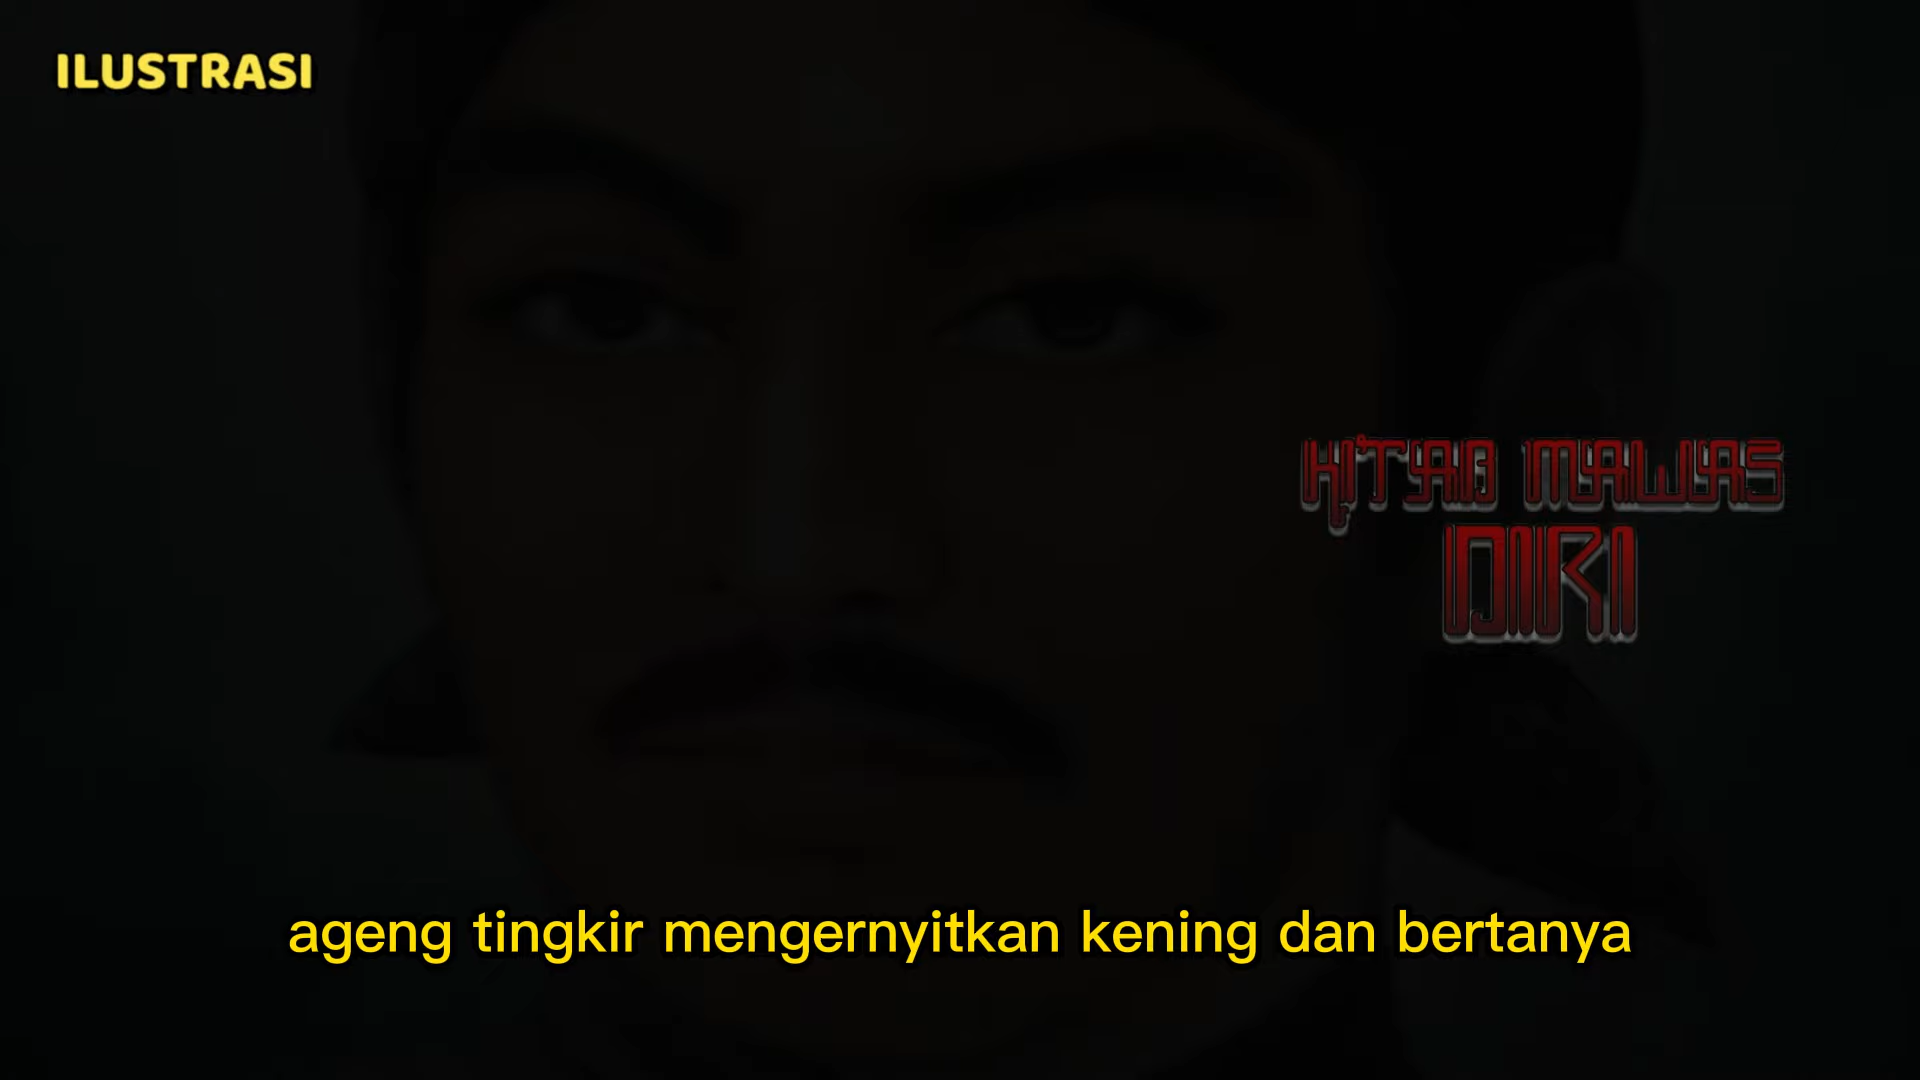 ILUSTRASI
KITAB MAWAS
DIRI
ageng tingkir mengernyitkan kening dan bertanya